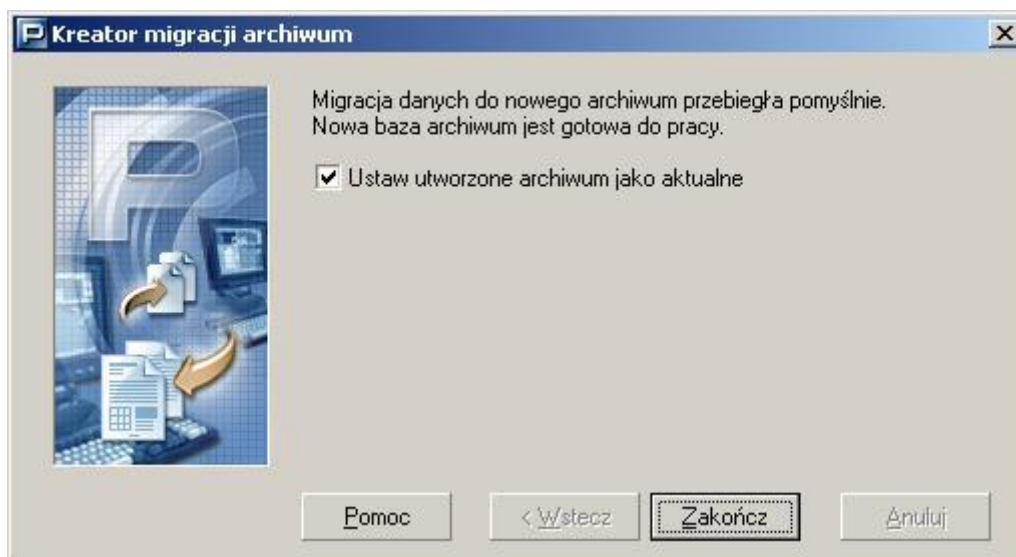 Kreator migracji archiwum
Migracja danych do nowego archiwum przebiegła pomyślnie.
Nowa baza archiwum jest gotowa do pracy.
Ustaw utworzone archiwum jako aktualne
Pomoc
< Wstecz
Zakończ
Anuluj